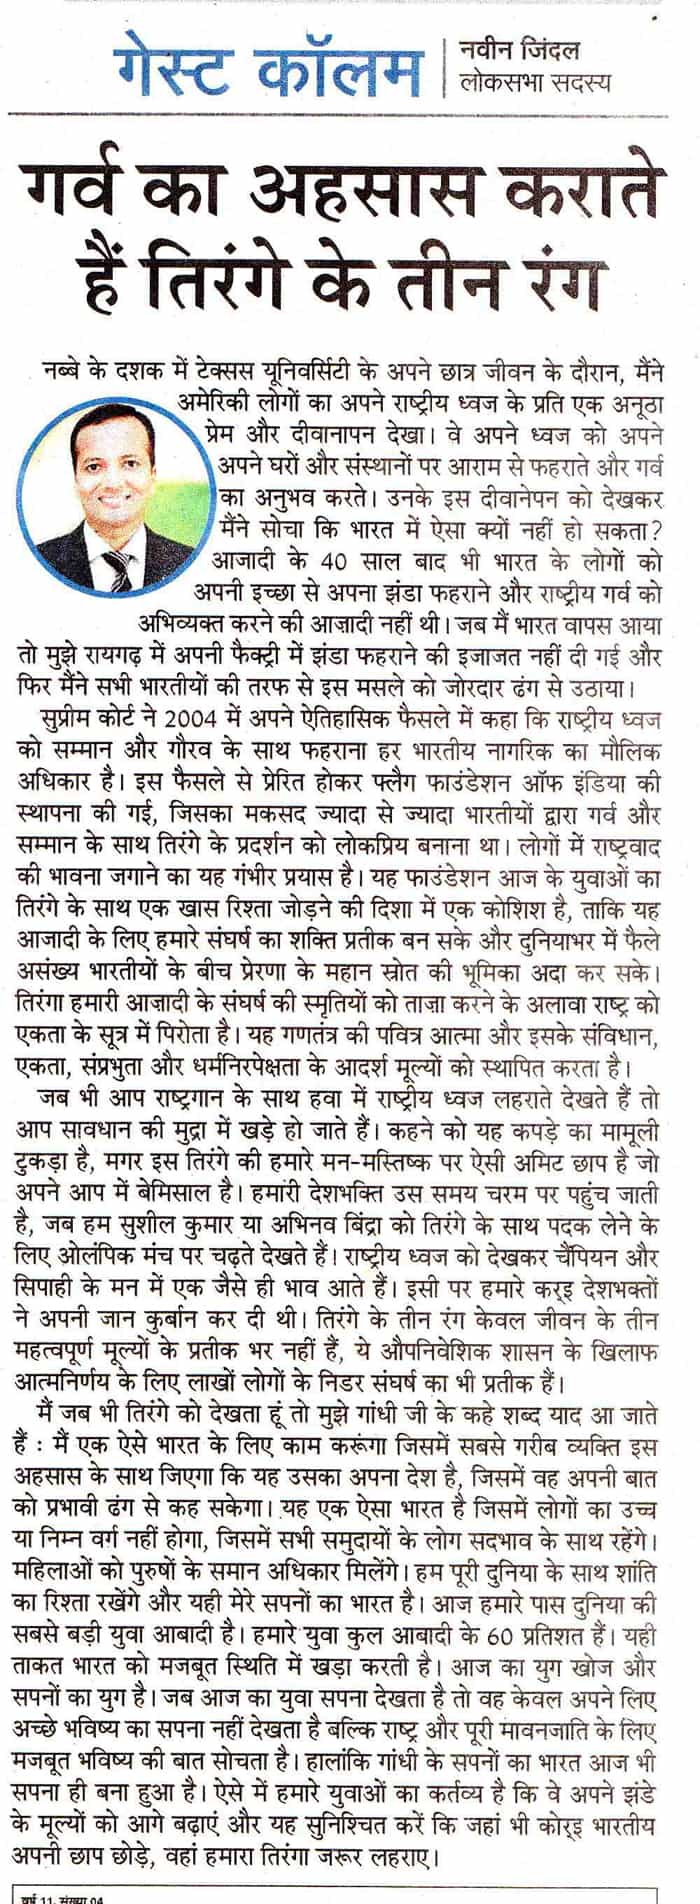 गेस्ट कॉलम
नवीन जिंदल
लोकसभा सदस्य
गर्व का अहसास कराते
हैं तिरंगे के तीन रंग
नब्बे के दशक में टेक्सस यूनिवर्सिटी के अपने छात्र जीवन के दौरान, मैंने
अमेरिकी लोगों का अपने राष्ट्रीय ध्वज के प्रति एक अनूठा
प्रेम और दीवानापन देखा। वे अपने ध्वज को अपने
अपने घरों और संस्थानों पर आराम से फहराते और गर्व
का अनुभव करते। उनके इस दीवानेपन को देखकर
मैंने सोचा कि भारत में ऐसा क्यों नहीं हो सकता?
आजादी के 40 साल बाद भी भारत के लोगों को
अपनी इच्छा से अपना झंडा फहराने और राष्ट्रीय गर्व को
अभिव्यक्त करने की आज़ादी नहीं थी। जब मैं भारत वापस आया
तो मुझे रायगढ़ में अपनी फैक्ट्री में झंडा फहराने की इजाजत नहीं दी गई और
फिर मैंने सभी भारतीयों की तरफ से इस मसले को जोरदार ढंग से उठाया।
सुप्रीम कोर्ट ने 2004 में अपने ऐतिहासिक फैसले में कहा कि राष्ट्रीय ध्वज
को सम्मान और गौरव के साथ फहराना हर भारतीय नागरिक का मौलिक
अधिकार है। इस फैसले से प्रेरित होकर फ्लैग फाउंडेशन ऑफ इंडिया की
स्थापना की गई, जिसका मकसद ज्यादा से ज्यादा भारतीयों द्वारा गर्व और
सम्मान के साथ तिरंगे के प्रदर्शन को लोकप्रिय बनाना था। लोगों में राष्ट्रवाद
की भावना जगाने का यह गंभीर प्रयास है। यह फाउंडेशन आज के युवाओं का
तिरंगे के साथ एक खास रिश्ता जोड़ने की दिशा में एक कोशिश है, ताकि यह
आजादी के लिए हमारे संघर्ष का शक्ति प्रतीक बन सके और दुनियाभर में फैले
असंख्य भारतीयों के बीच प्रेरणा के महान स्रोत की भूमिका अदा कर सके।
तिरंगा हमारी आज़ादी के संघर्ष की स्मृतियों को ताज़ा करने के अलावा राष्ट्र को
एकता के सूत्र में पिरोता है। यह गणतंत्र की पवित्र आत्मा और इसके संविधान,
एकता, संप्रभुता और धर्मनिरपेक्षता के आदर्श मूल्यों को स्थापित करता है।
जब भी आप राष्ट्रगान के साथ हवा में राष्ट्रीय ध्वज लहराते देखते हैं तो
आप सावधान की मुद्रा में खड़े हो जाते हैं। कहने को यह कपड़े का मामूली
टुकड़ा है, मगर इस तिरंगे की हमारे मन-मस्तिष्क पर ऐसी अमिट छाप है जो
अपने आप में बेमिसाल है। हमारी देशभक्ति उस समय चरम पर पहुंच जाती
है, जब हम सुशील कुमार या अभिनव बिंद्रा को तिरंगे के साथ पदक लेने के
लिए ओलंपिक मंच पर चढ़ते देखते हैं। राष्ट्रीय ध्वज को देखकर चैंपियन और
सिपाही के मन में एक जैसे ही भाव आते हैं। इसी पर हमारे कर्इ देशभक्तों
ने अपनी जान कुर्बान कर दी थी। तिरंगे के तीन रंग केवल जीवन के तीन
महत्वपूर्ण मूल्यों के प्रतीक भर नहीं हैं, ये औपनिवेशिक शासन के खिलाफ
आत्मनिर्णय के लिए लाखों लोगों के निडर संघर्ष का भी प्रतीक हैं।
मैं जब भी तिरंगे को देखता हूं तो मुझे गांधी जी के कहे शब्द याद आ जाते
हैं : मैं एक ऐसे भारत के लिए काम करूंगा जिसमें सबसे गरीब व्यक्ति इस
अहसास के साथ जिएगा कि यह उसका अपना देश है, जिसमें वह अपनी बात
को प्रभावी ढंग से कह सकेगा। यह एक ऐसा भारत है जिसमें लोगों का उच्च
या निम्न वर्ग नहीं होगा, जिसमें सभी समुदायों के लोग सदभाव के साथ रहेंगे।
महिलाओं को पुरुषों के समान अधिकार मिलेंगे। हम पूरी दुनिया के साथ शांति
का रिश्ता रखेंगे और यही मेरे सपनों का भारत है। आज हमारे पास दुनिया की
सबसे बड़ी युवा आबादी है। हमारे युवा कुल आबादी के 60 प्रतिशत हैं। यही
ताकत भारत को मजबूत स्थिति में खड़ा करती है। आज का युग खोज और
सपनों का युग है। जब आज का युवा सपना देखता है तो वह केवल अपने लिए
अच्छे भविष्य का सपना नहीं देखता है बल्कि राष्ट्र और पूरी मावनजाति के लिए
मजबूत भविष्य की बात सोचता है। हालांकि गांधी के सपनों का भारत आज भी
सपना ही बना हुआ है। ऐसे में हमारे युवाओं का कर्तव्य है कि वे अपने झंडे
के मूल्यों को आगे बढ़ाएं और यह सुनिश्चित करें कि जहां भी कोर्इ भारतीय
अपनी छाप छोड़े, वहां हमारा तिरंगा जरूर लहराए।
वर्ष 11, संख्या 04